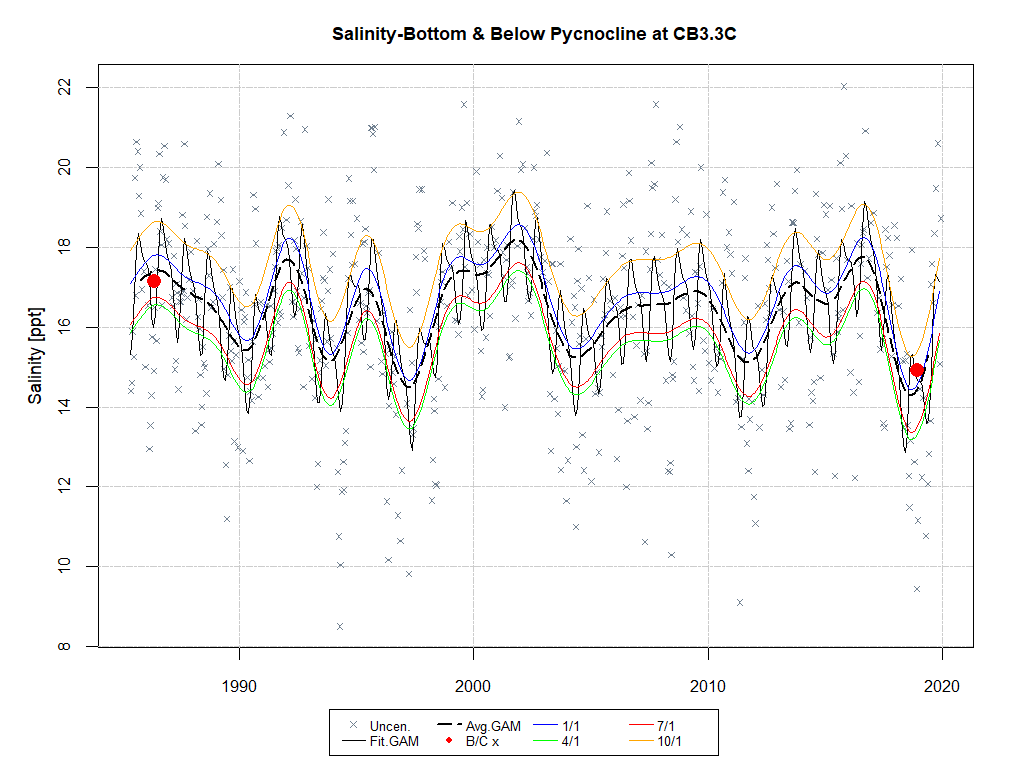 Salinity-Bottom & Below Pycnocline at CB3.3C
Salinity [ppt]
22
20
18
16
14
12
10
8
1990 2000 2010 2020
Uncen. Avg.GAM 1/1 7/1
Fit.GAM B/C x 4/1 10/1